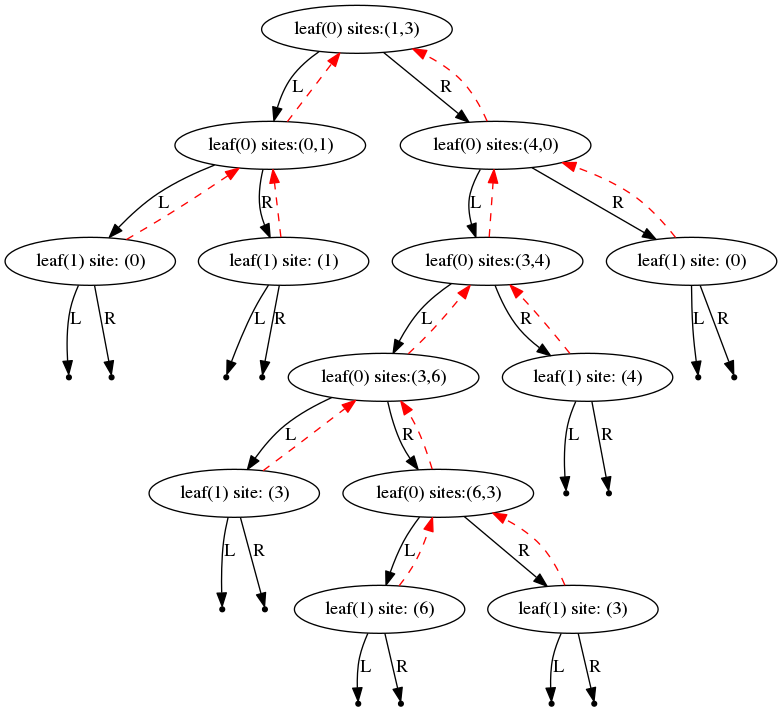 leaf(0) sites:(1,3)
L
R
leaf(0) sites:(0,1)
leaf(0) sites:(4,0)
L
R
L
R
leaf(1) site: (0)
leaf(1) site: (1)
leaf(0) sites:(3,4)
leaf(1) site: (0)
L
R
L
R
L
R
L
R
leaf(0) sites:(3,6)
leaf(1) site: (4)
L
R
L
R
leaf(1) site: (3)
leaf(0) sites:(6,3)
L
R
L
R
leaf(1) site: (6)
leaf(1) site: (3)
L
R
L
R